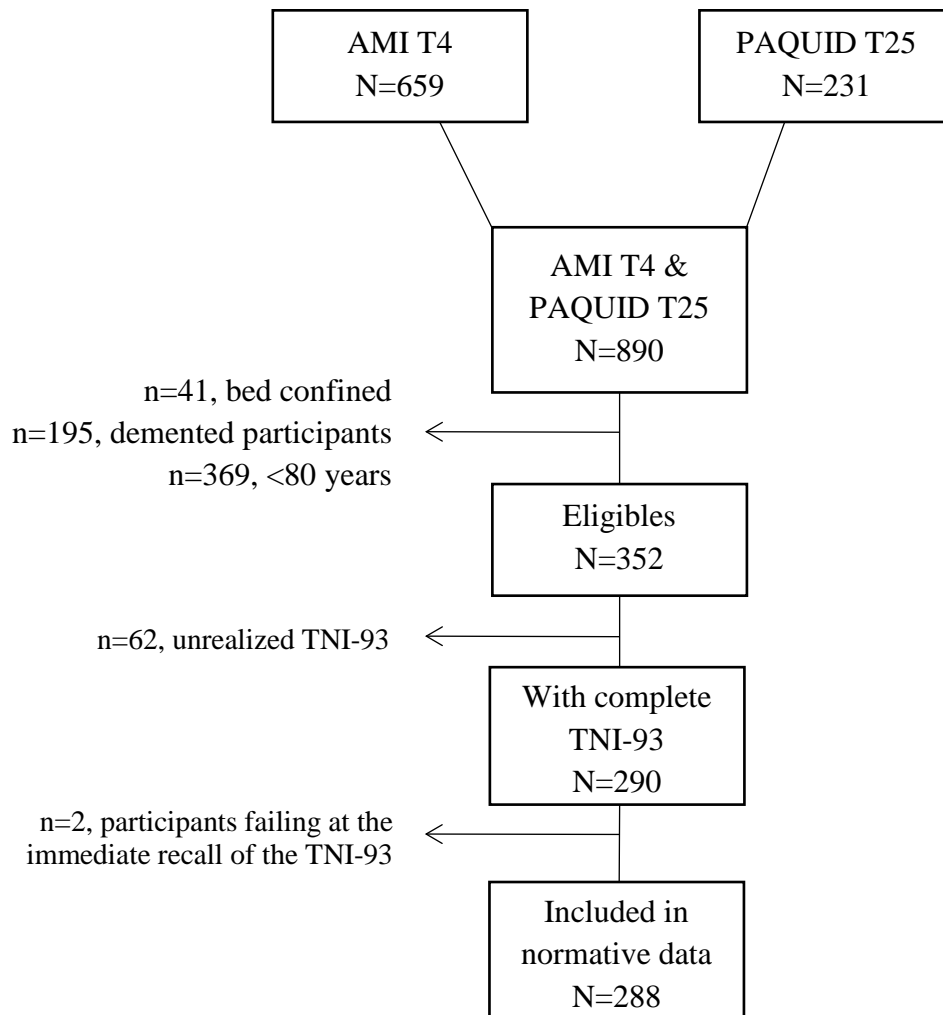 AMI T4
N=659
PAQUID T25
N=231
AMI T4 &
PAQUID T25
N=890
n=41, bed confined
n=195, demented participants
n=369, <80 years
Eligibles
N=352
n=62, unrealized TNI-93
With complete
TNI-93
N=290
n=2, participants failing at the
immediate recall of the TNI-93
Included in
normative data
N=288